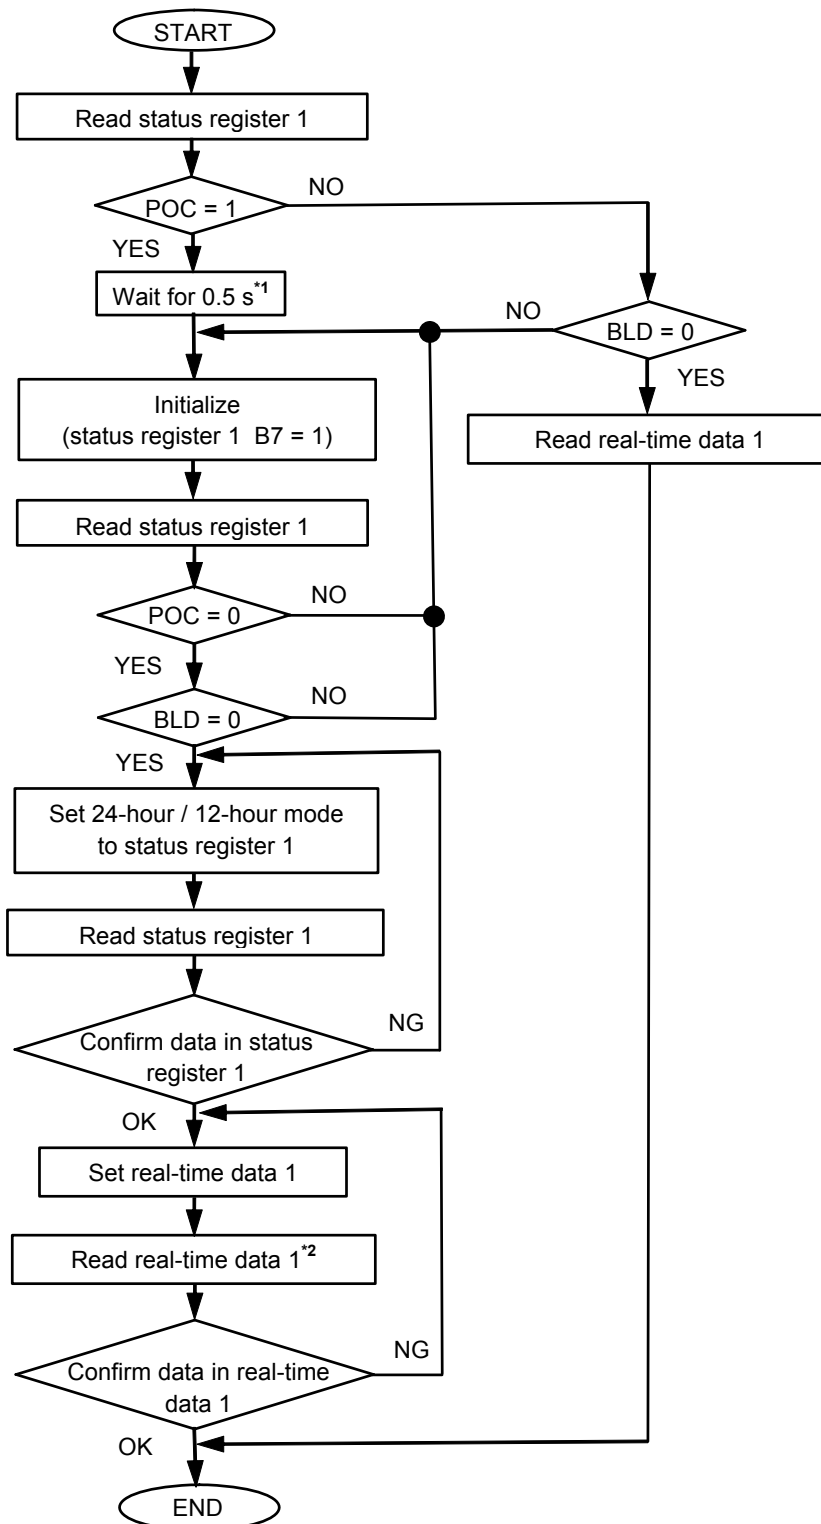 START
Read status register 1
POC = 1
NO
YES
Wait for 0.5 s*1
NO
BLD = 0
YES
Initialize
(status register 1 B7 = 1)
Read real-time data 1
Read status register 1
POC = 0
NO
YES
BLD = 0
NO
YES
Set 24-hour / 12-hour mode
to status register 1
Read status register 1
Confirm data in status
register 1
NG
OK
Set real-time data 1
Read real-time data 1*2
Confirm data in real-time
data 1
NG
OK
END